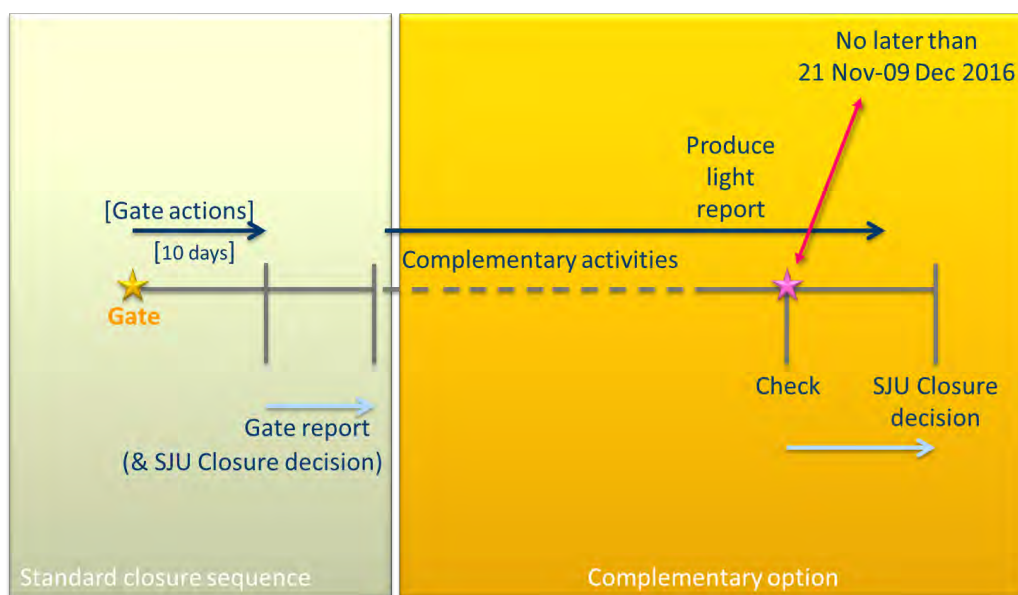 No later than
21 Nov-09 Dec 2016
Produce
light
report
[Gate actions]
[10 days]
Complementary activities
Gate
Check
SJU Closure
decision
Gate report
(& SJU Closure decision)
Standard closure sequence
Complementary option